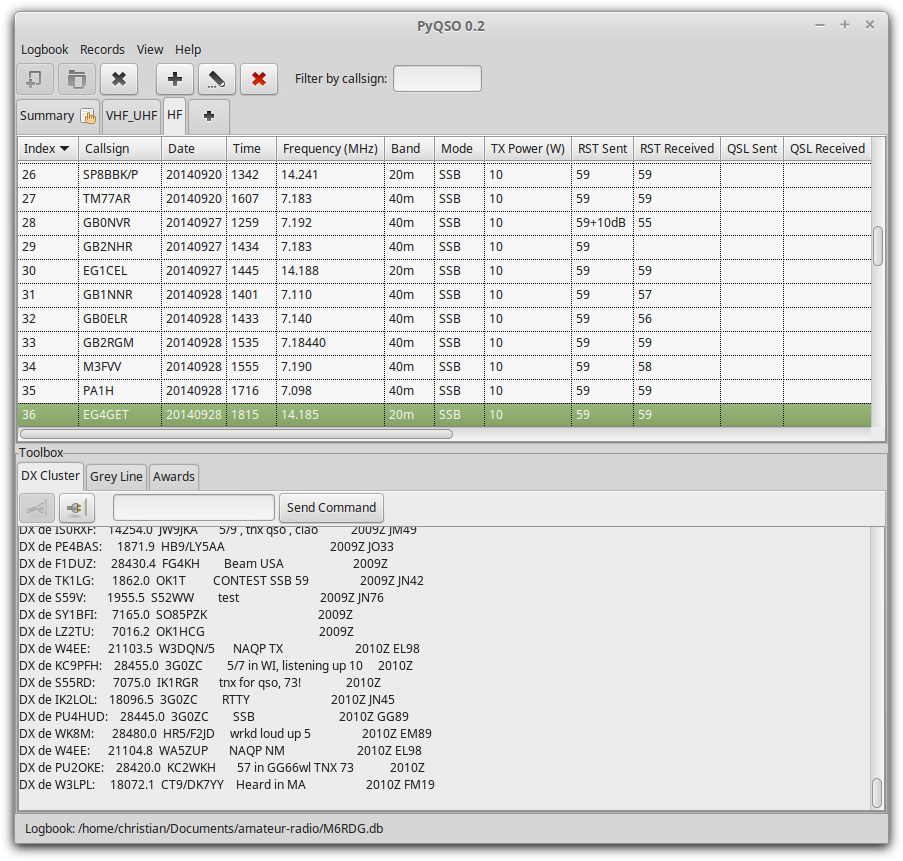 PyQSO 0.2
Logbook Records View Help
Filter by callsign:
Summary VHF_UHF HF
Index Callsign Date Time Frequency (MHz) Band Mode TX Power (W) RST Sent RST Received QSL Sent QSL Received
26 SP8BBK/P 20140920 1342 14.241 20m SSB 10 59 59
27 TM77AR 20140920 1607 7.183 40m SSB 10 59 59
28 GB0NVR 20140927 1259 7.192 40m SSB 10 59+10dB 55
29 GB2NHR 20140927 1434 7.183 40m SSB 10 59
30 EG1CEL 20140927 1445 14.188 20m SSB 10 59 59
31 GB1NNR 20140928 1401 7.110 40m SSB 10 59 57
32 GB0ELR 20140928 1433 7.140 40m SSB 10 59 56
33 GB2RGM 20140928 1535 7.18440 40m SSB 10 59 59
34 M3FVV 20140928 1555 7.190 40m SSB 10 59 58
35 PA1H 20140928 1716 7.098 40m SSB 10 59 59
36 EG4GET 20140928 1815 14.185 20m SSB 10 59 59
Toolbox
DX Cluster Grey Line Awards
Send Command
DX de IS0RXF: 14254.0 JW9JKA 5/9 , thx qso , ciao 2009Z JM49
DX de PE4BAS: 1871.9 HB9/LY5AA 2009Z JO33
DX de F1DUZ: 28430.4 FG4KH Beam USA 2009Z
DX de TK1LG: 1862.0 OK1T CONTEST SSB 59 2009Z JN42
DX de S59V: 1955.5 S52WW test 2009Z JN76
DX de SY1BFI: 7165.0 SO85PZK 2009Z
DX de LZ2TU: 7016.2 OK1HCG 2009Z
DX de W4EE: 21103.5 W3DQN/5 NAQP TX 2010Z EL98
DX de KC9PFH: 28455.0 3G0ZC 5/7 in WI, listening up 10 2010Z
DX de S55RD: 7075.0 IK1RGR tnx for qso, 73! 2010Z
DX de IK2LOL: 18096.5 3G0ZC RTTY 2010Z JN45
DX de PU4HUD: 28445.0 3G0ZC SSB 2010Z GG89
DX de WK8M: 28480.0 HR5/F2JD wrkd loud up 5 2010Z EM89
DX de W4EE: 21104.8 WA5ZUP NAQP NM 2010Z EL98
DX de PU2OKE: 28420.0 KC2WKH 57 in GG66wl TNX 73 2010Z
DX de W3LPL: 18072.1 CT9/DK7YY Heard in MA 2010Z FM19
Logbook: /home/christian/Documents/amateur-radio/M6RDG.db